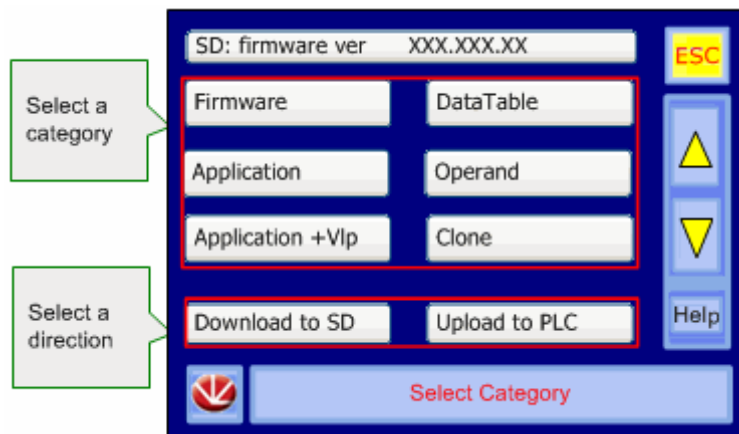 SD: firmware ver XXX.XXX.XX
ESC
Select a
category
Firmware
DataTable
Application
Operand
Application +Vlp
Clone
Select a
direction
Download to SD
Upload to PLC
Help
Select Category